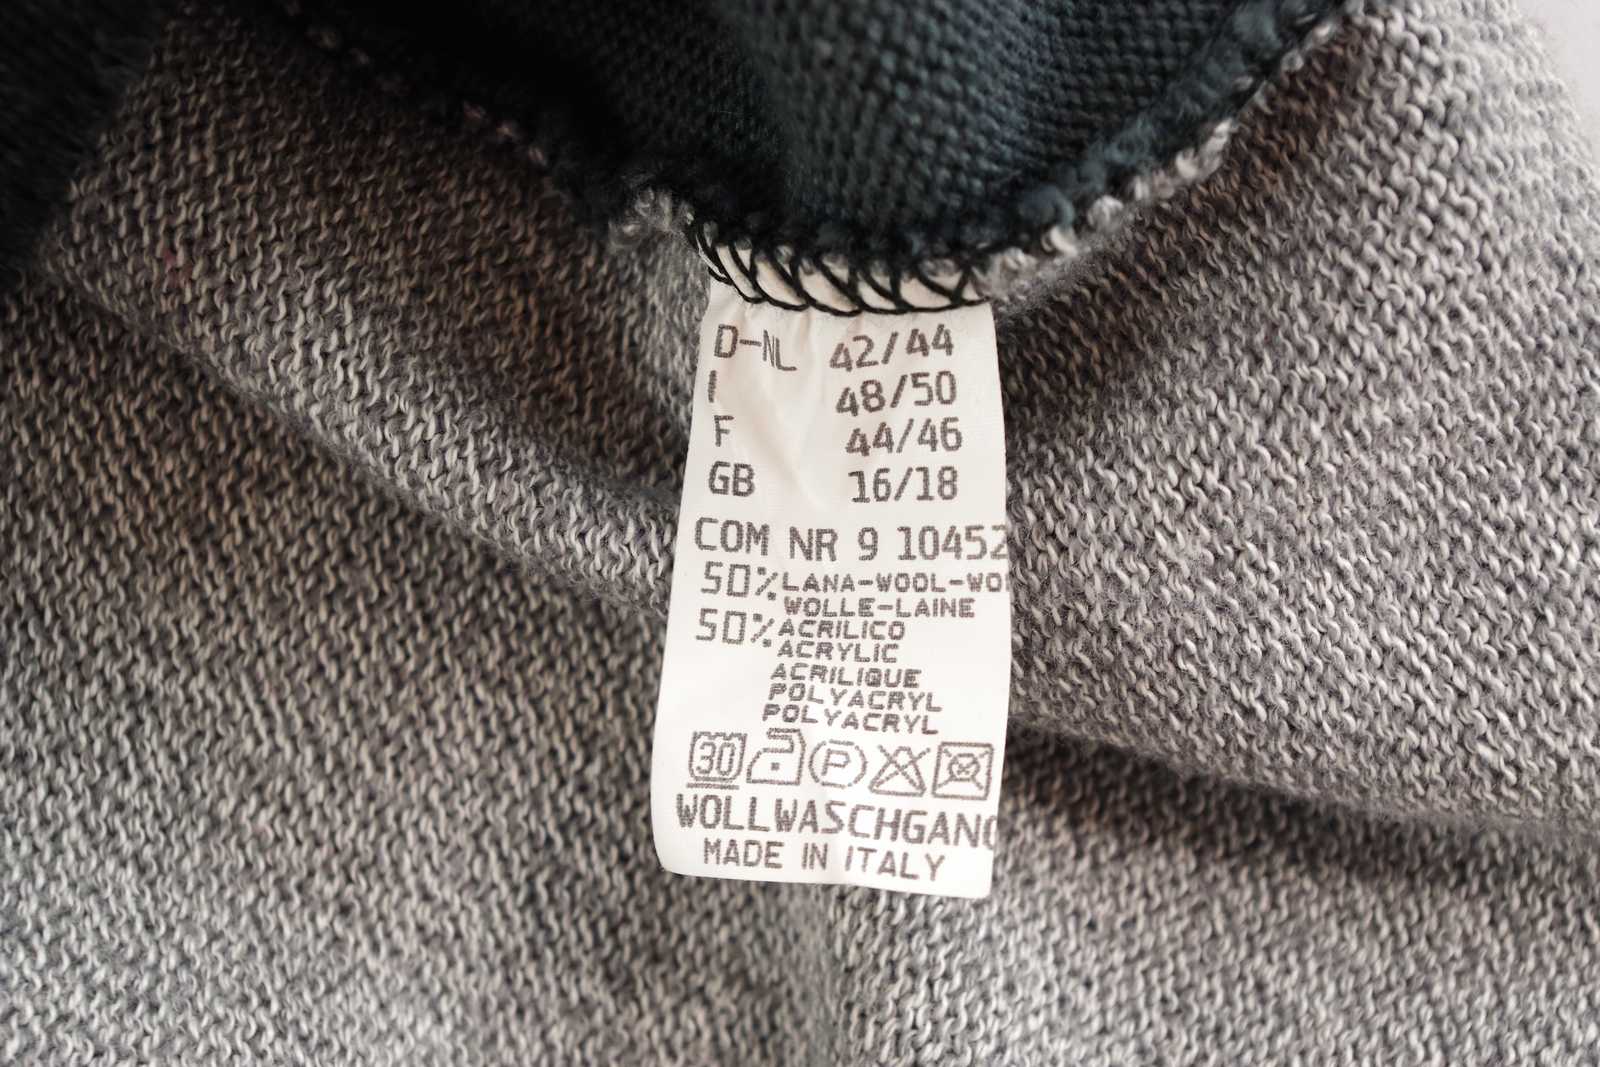 D-NL 42/44
I 48/50
F 44/46
GB 16/18
COM NR 9 10452
50% LANA-WOOL-WO
WOLLE-LAINE
50% ACRILICO
ACRYLIC
ACRILIQUE
POLYACRYL
POLYACRYL
30 P
WOLLWASCHGANG
MADE IN ITALY